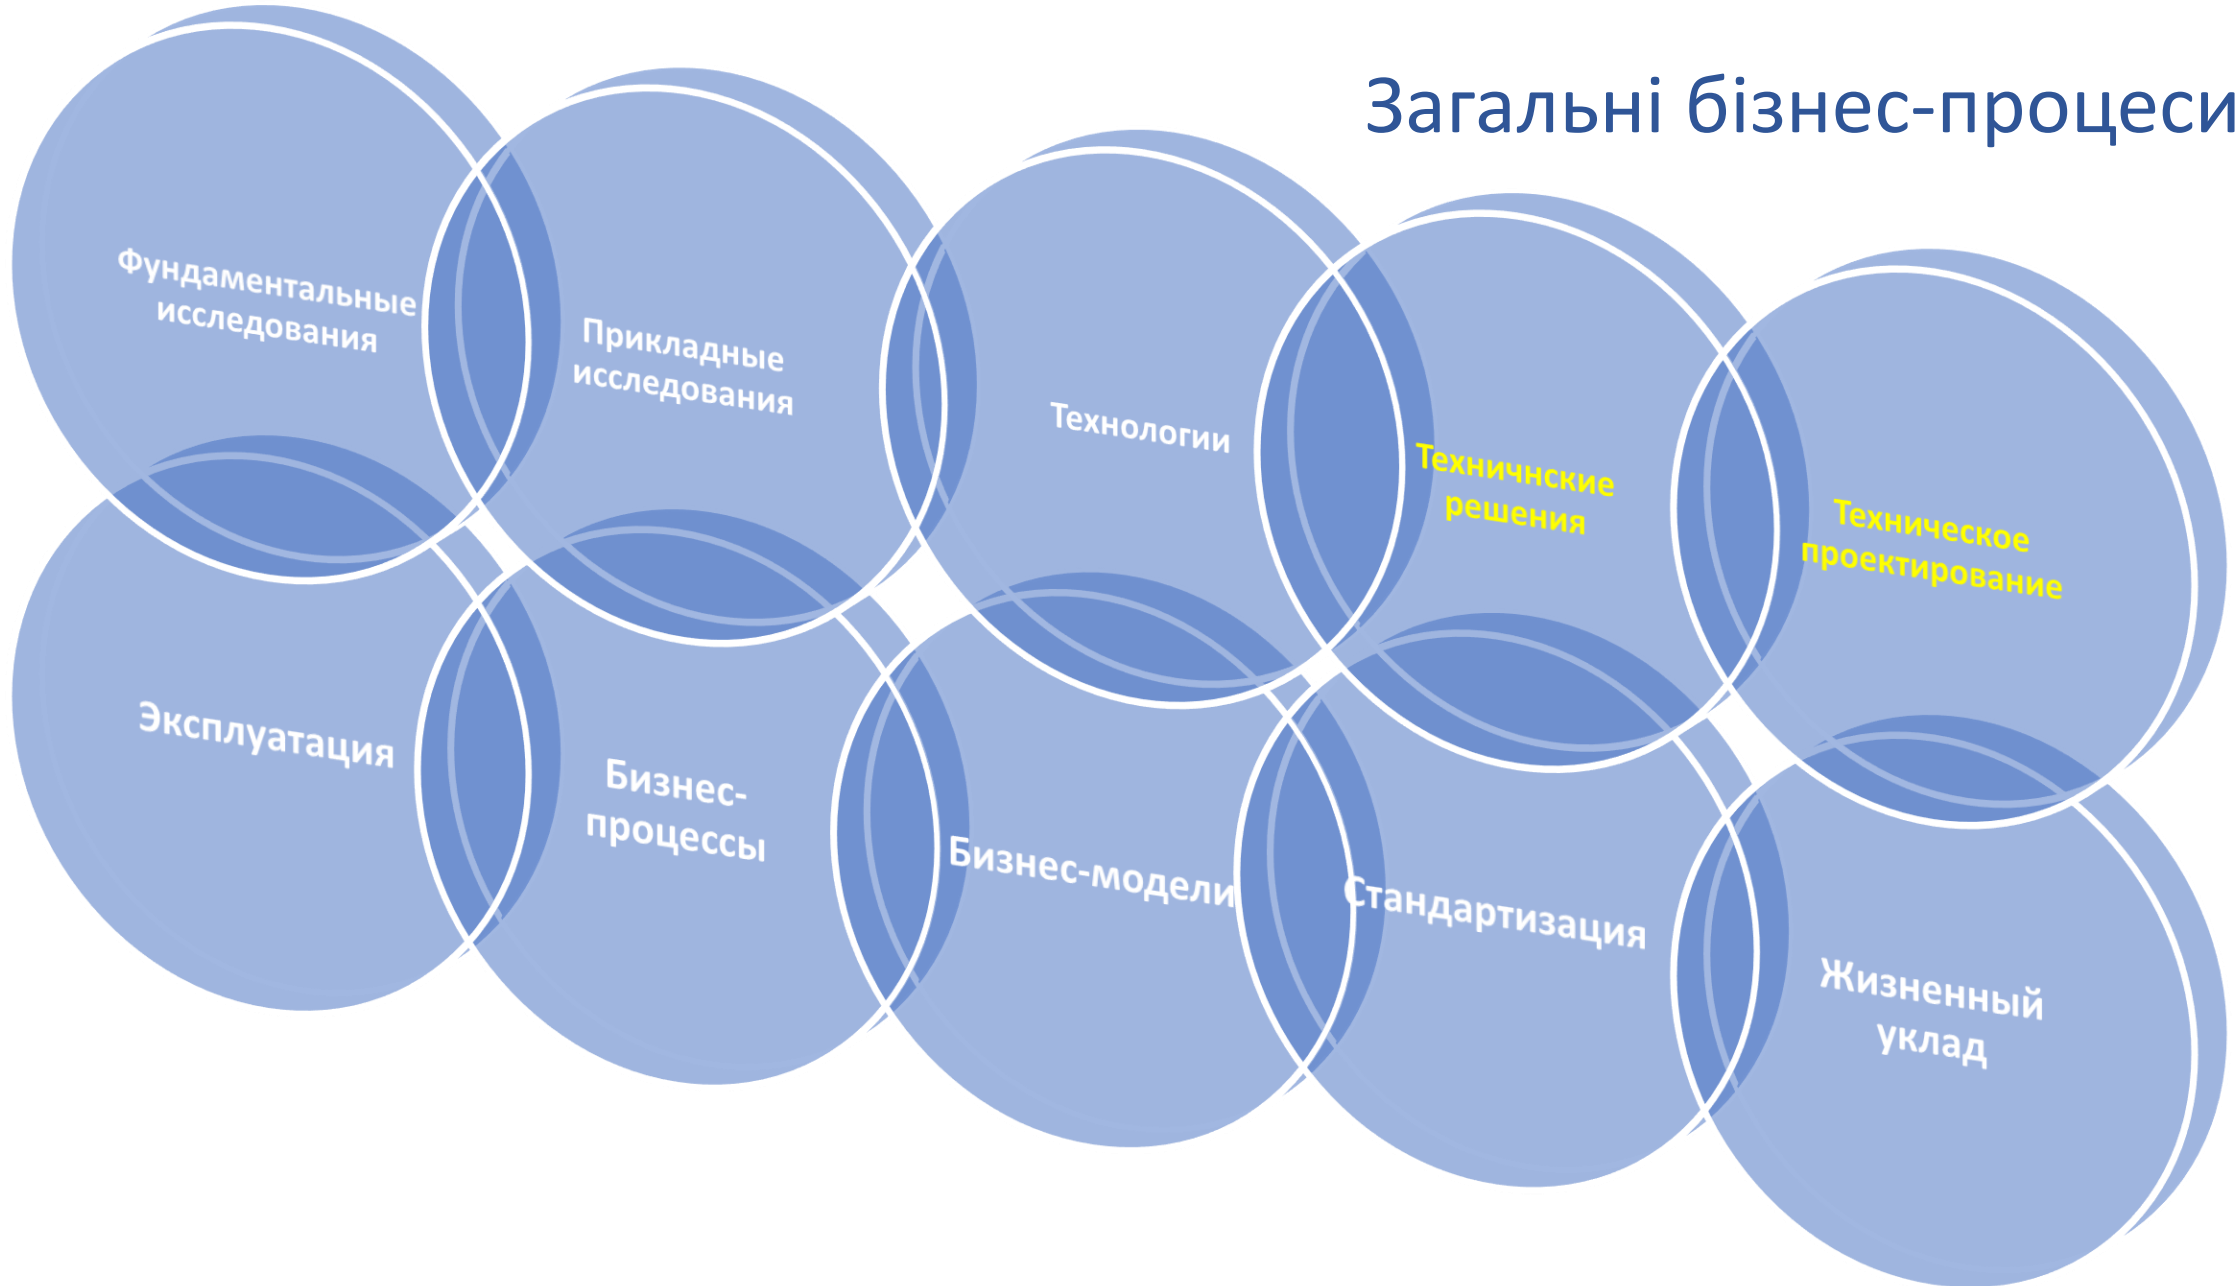 Загальні бізнес-процеси
Фундаментальные
исследования
Прикладные
исследования
Технологии
Техничнские
решения
Техническое
проектирование
Эксплуатация
Бизнес-
процессы
Бизнес-модели
Стандартизация
Жизненный
уклад